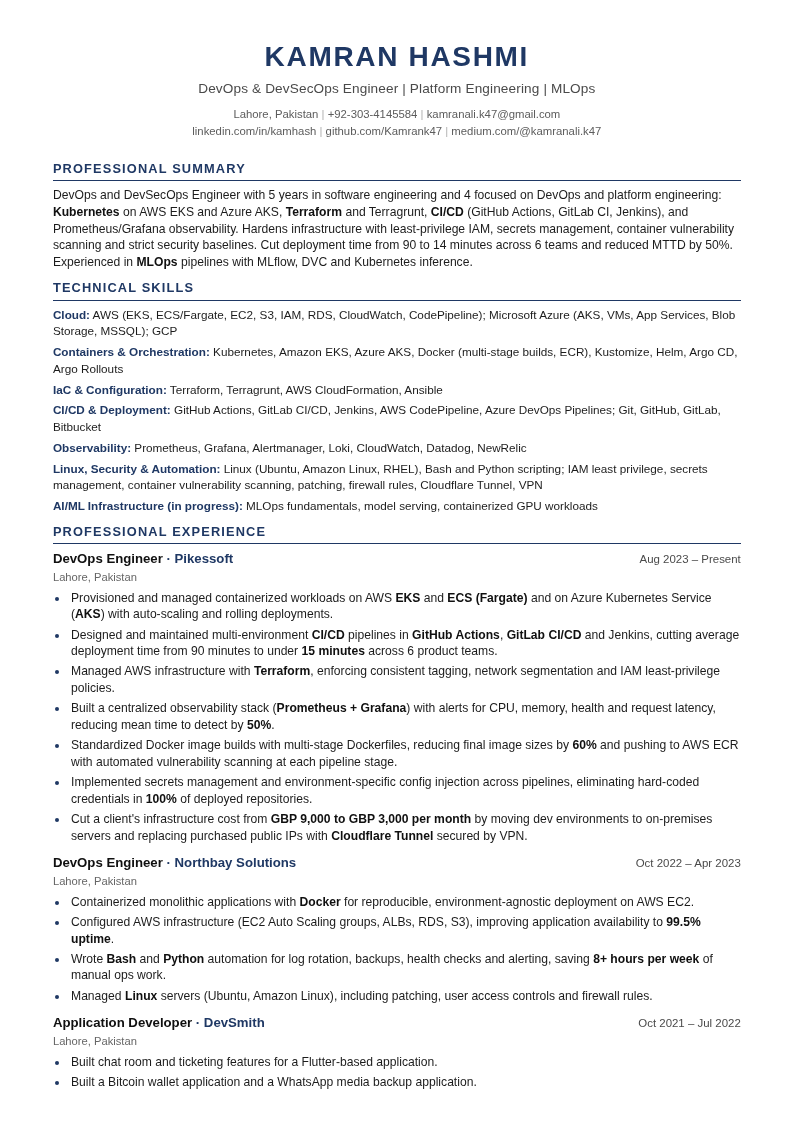 KAMRAN HASHMI
DevOps & DevSecOps Engineer | Platform Engineering | MLOps
Lahore, Pakistan | +92-303-4145584 | kamranali.k47@gmail.com
linkedin.com/in/kamhash | github.com/Kamrank47 | medium.com/@kamranali.k47
PROFESSIONAL SUMMARY
DevOps and DevSecOps Engineer with 5 years in software engineering and 4 focused on DevOps and platform engineering:
Kubernetes on AWS EKS and Azure AKS, Terraform and Terragrunt, CI/CD (GitHub Actions, GitLab CI, Jenkins), and
Prometheus/Grafana observability. Hardens infrastructure with least-privilege IAM, secrets management, container vulnerability
scanning and strict security baselines. Cut deployment time from 90 to 14 minutes across 6 teams and reduced MTTD by 50%.
Experienced in MLOps pipelines with MLflow, DVC and Kubernetes inference.
TECHNICAL SKILLS
Cloud: AWS (EKS, ECS/Fargate, EC2, S3, IAM, RDS, CloudWatch, CodePipeline); Microsoft Azure (AKS, VMs, App Services, Blob
Storage, MSSQL); GCP
Containers & Orchestration: Kubernetes, Amazon EKS, Azure AKS, Docker (multi-stage builds, ECR), Kustomize, Helm, Argo CD,
Argo Rollouts
IaC & Configuration: Terraform, Terragrunt, AWS CloudFormation, Ansible
CI/CD & Deployment: GitHub Actions, GitLab CI/CD, Jenkins, AWS CodePipeline, Azure DevOps Pipelines; Git, GitHub, GitLab,
Bitbucket
Observability: Prometheus, Grafana, Alertmanager, Loki, CloudWatch, Datadog, NewRelic
Linux, Security & Automation: Linux (Ubuntu, Amazon Linux, RHEL), Bash and Python scripting; IAM least privilege, secrets
management, container vulnerability scanning, patching, firewall rules, Cloudflare Tunnel, VPN
AI/ML Infrastructure (in progress): MLOps fundamentals, model serving, containerized GPU workloads
PROFESSIONAL EXPERIENCE
DevOps Engineer · Pikessoft Aug 2023 – Present
Lahore, Pakistan
• Provisioned and managed containerized workloads on AWS EKS and ECS (Fargate) and on Azure Kubernetes Service
(AKS) with auto-scaling and rolling deployments.
• Designed and maintained multi-environment CI/CD pipelines in GitHub Actions, GitLab CI/CD and Jenkins, cutting average
deployment time from 90 minutes to under 15 minutes across 6 product teams.
• Managed AWS infrastructure with Terraform, enforcing consistent tagging, network segmentation and IAM least-privilege
policies.
• Built a centralized observability stack (Prometheus + Grafana) with alerts for CPU, memory, health and request latency,
reducing mean time to detect by 50%.
• Standardized Docker image builds with multi-stage Dockerfiles, reducing final image sizes by 60% and pushing to AWS ECR
with automated vulnerability scanning at each pipeline stage.
• Implemented secrets management and environment-specific config injection across pipelines, eliminating hard-coded
credentials in 100% of deployed repositories.
• Cut a client's infrastructure cost from GBP 9,000 to GBP 3,000 per month by moving dev environments to on-premises
servers and replacing purchased public IPs with Cloudflare Tunnel secured by VPN.
DevOps Engineer · Northbay Solutions Oct 2022 – Apr 2023
Lahore, Pakistan
• Containerized monolithic applications with Docker for reproducible, environment-agnostic deployment on AWS EC2.
• Configured AWS infrastructure (EC2 Auto Scaling groups, ALBs, RDS, S3), improving application availability to 99.5%
uptime.
• Wrote Bash and Python automation for log rotation, backups, health checks and alerting, saving 8+ hours per week of
manual ops work.
• Managed Linux servers (Ubuntu, Amazon Linux), including patching, user access controls and firewall rules.
Application Developer · DevSmith Oct 2021 – Jul 2022
Lahore, Pakistan
• Built chat room and ticketing features for a Flutter-based application.
• Built a Bitcoin wallet application and a WhatsApp media backup application.